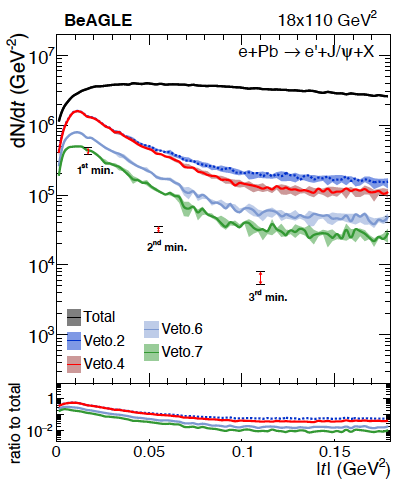 BeAGLE 18x110 GeV²
e+Pb → e'+J/ψ+X
dN/dt (GeV⁻²)
10⁷
10⁶
10⁵
10⁴
10³
1ˢᵗ min.
2ⁿᵈ min.
3ʳᵈ min.
Total
Veto.2
Veto.4
Veto.6
Veto.7
ratio to total
1
10⁻²
0 0.05 0.1 0.15
|t| (GeV²)